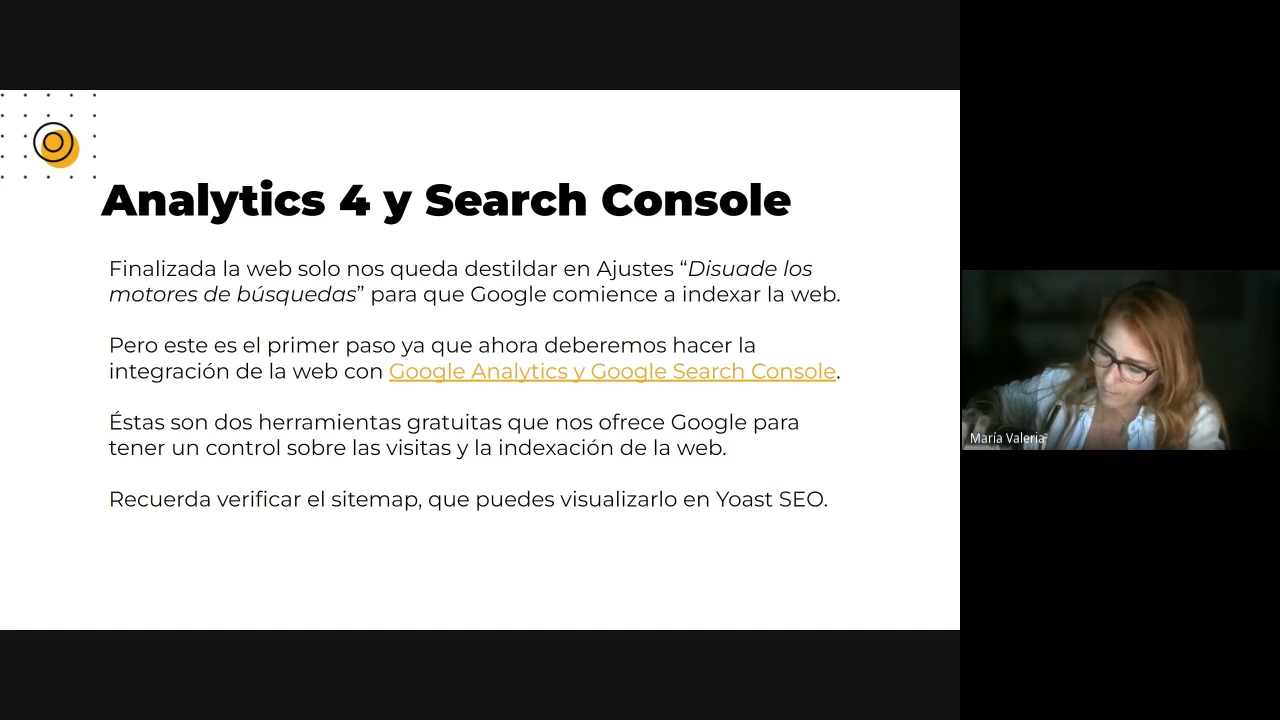 Analytics 4 y Search Console
Finalizada la web solo nos queda destildar en Ajustes “Disuade los
motores de búsquedas” para que Google comience a indexar la web.
Pero este es el primer paso ya que ahora deberemos hacer la
integración de la web con Google Analytics y Google Search Console.
Éstas son dos herramientas gratuitas que nos ofrece Google para
tener un control sobre las visitas y la indexación de la web.
Recuerda verificar el sitemap, que puedes visualizarlo en Yoast SEO.
María Valeria